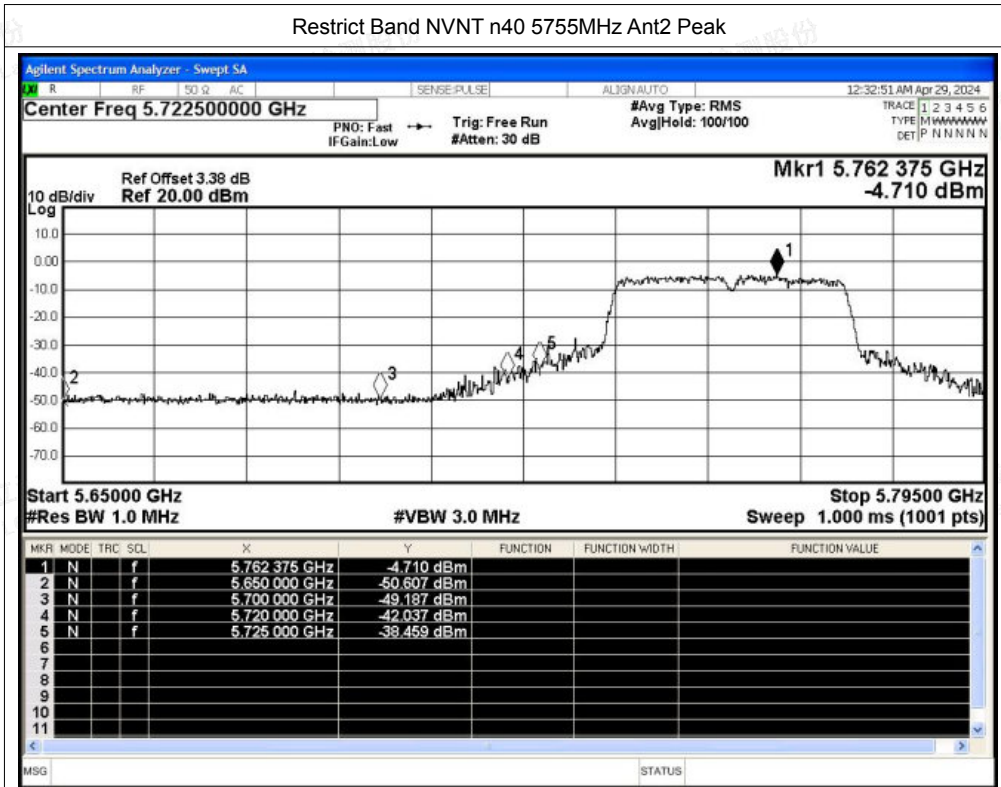 Restrict Band NVNT n40 5755MHz Ant2 Peak
Agilent Spectrum Analyzer - Swept SA
LXI R RF 50 Ω AC SENSE:PULSE ALIGNAUTO 12:32:51 AM Apr 29, 2024
Center Freq 5.722500000 GHz #Avg Type: RMS TRACE 1 2 3 4 5 6
PNO: Fast Trig: Free Run Avg|Hold: 100/100 TYPE M WWWWW
IFGain:Low #Atten: 30 dB DET P N N N N N
Mkr1 5.762 375 GHz
Ref Offset 3.38 dB
-4.710 dBm
10 dB/div Ref 20.00 dBm
Log
10.0
1
0.00
-10.0
-20.0
-30.0
4 5
-40.0
2 3
-50.0
-60.0
-70.0
Start 5.65000 GHz Stop 5.79500 GHz
#Res BW 1.0 MHz #VBW 3.0 MHz Sweep 1.000 ms (1001 pts)
MKR MODE TRC SCL X Y FUNCTION FUNCTION WIDTH FUNCTION VALUE
1 N f 5.762 375 GHz -4.710 dBm
2 N f 5.650 000 GHz -50.607 dBm
3 N f 5.700 000 GHz -49.187 dBm
4 N f 5.720 000 GHz -42.037 dBm
5 N f 5.725 000 GHz -38.459 dBm
6
7
8
9
10
11
MSG STATUS